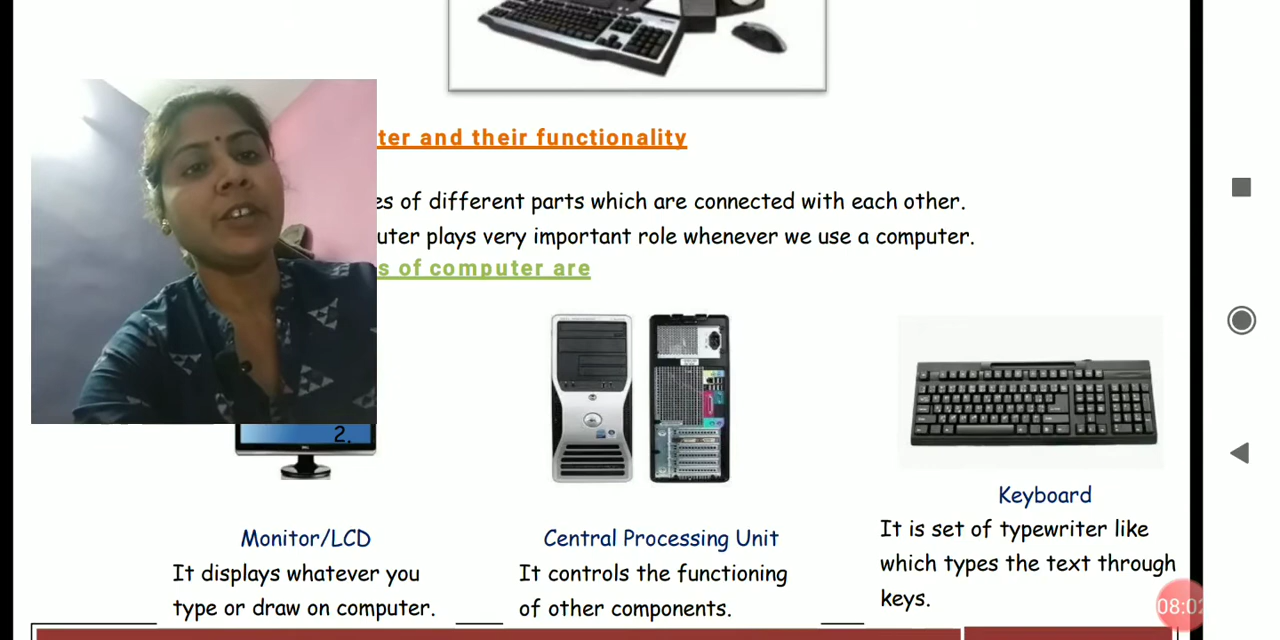 ter and their functionality
es of different parts which are connected with each other.
uter plays very important role whenever we use a computer.
s of computer are
2.
Monitor/LCD
It displays whatever you
type or draw on computer.
Central Processing Unit
It controls the functioning
of other components.
Keyboard
It is set of typewriter like
which types the text through
keys.
08:02